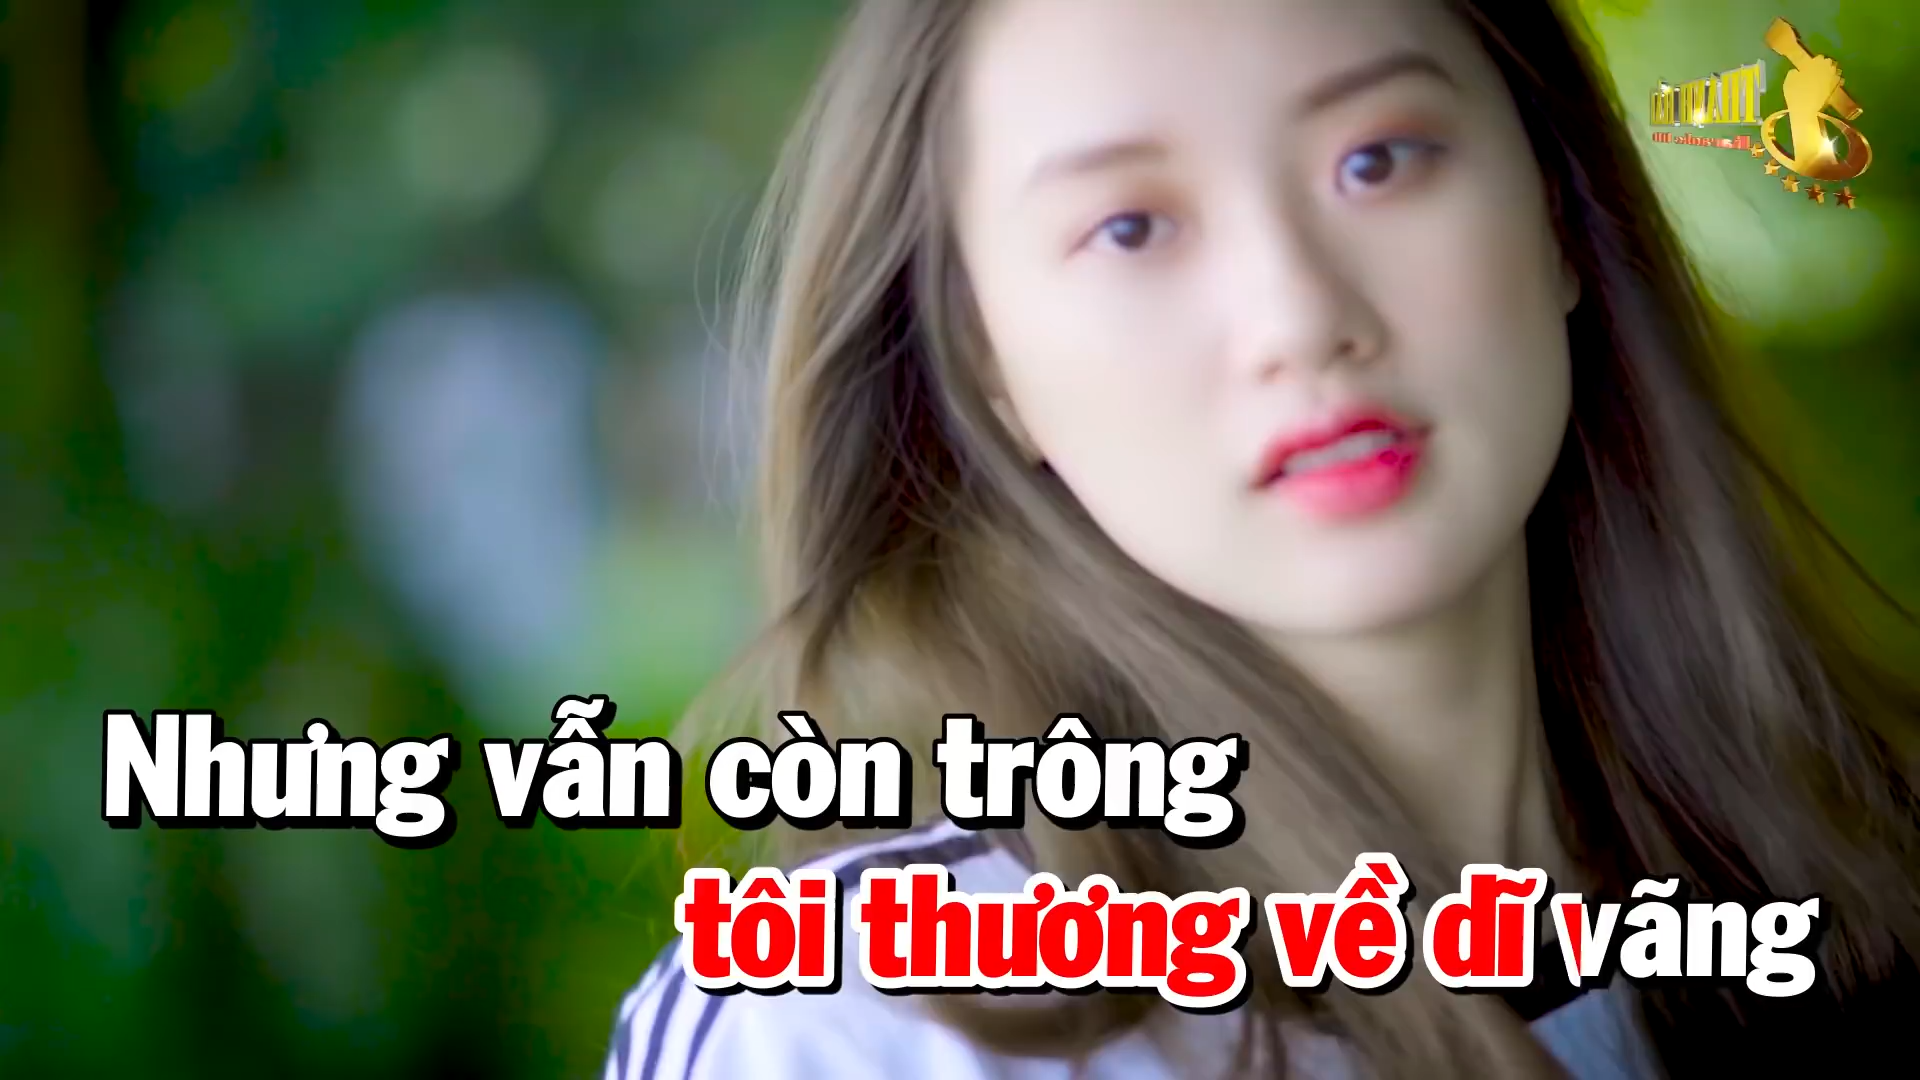 Nhưng vẫn còn trông
tôi thương về dĩ vãng